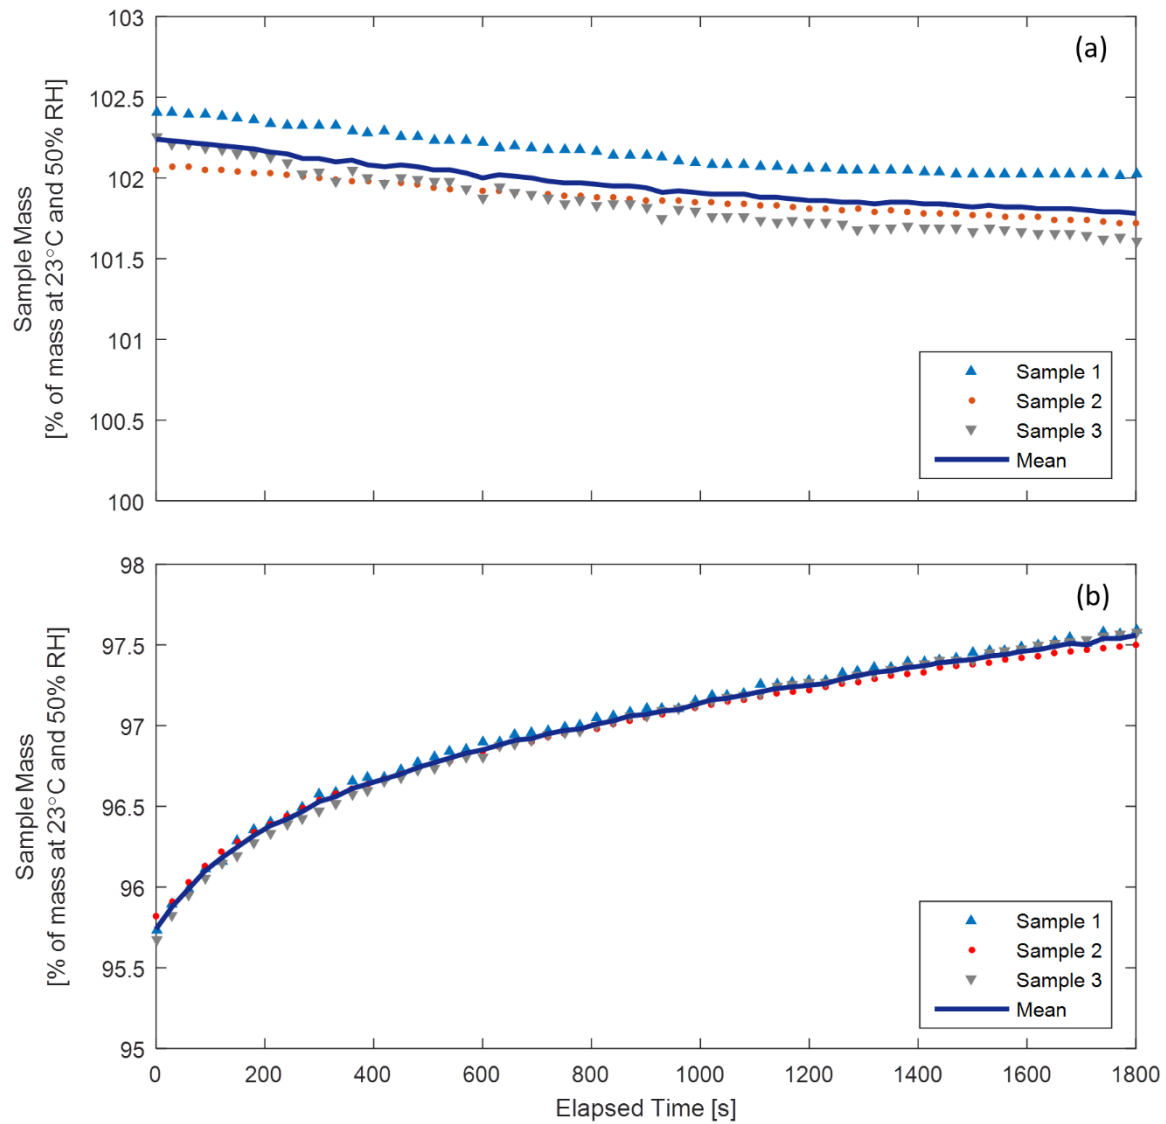 (a)
103
102.5
102
101.5
101
100.5
100
Sample Mass
[% of mass at 23°C and 50% RH]
Sample 1
Sample 2
Sample 3
Mean
(b)
98
97.5
97
96.5
96
95.5
95
Sample Mass
[% of mass at 23°C and 50% RH]
Sample 1
Sample 2
Sample 3
Mean
0 200 400 600 800 1000 1200 1400 1600 1800
Elapsed Time [s]